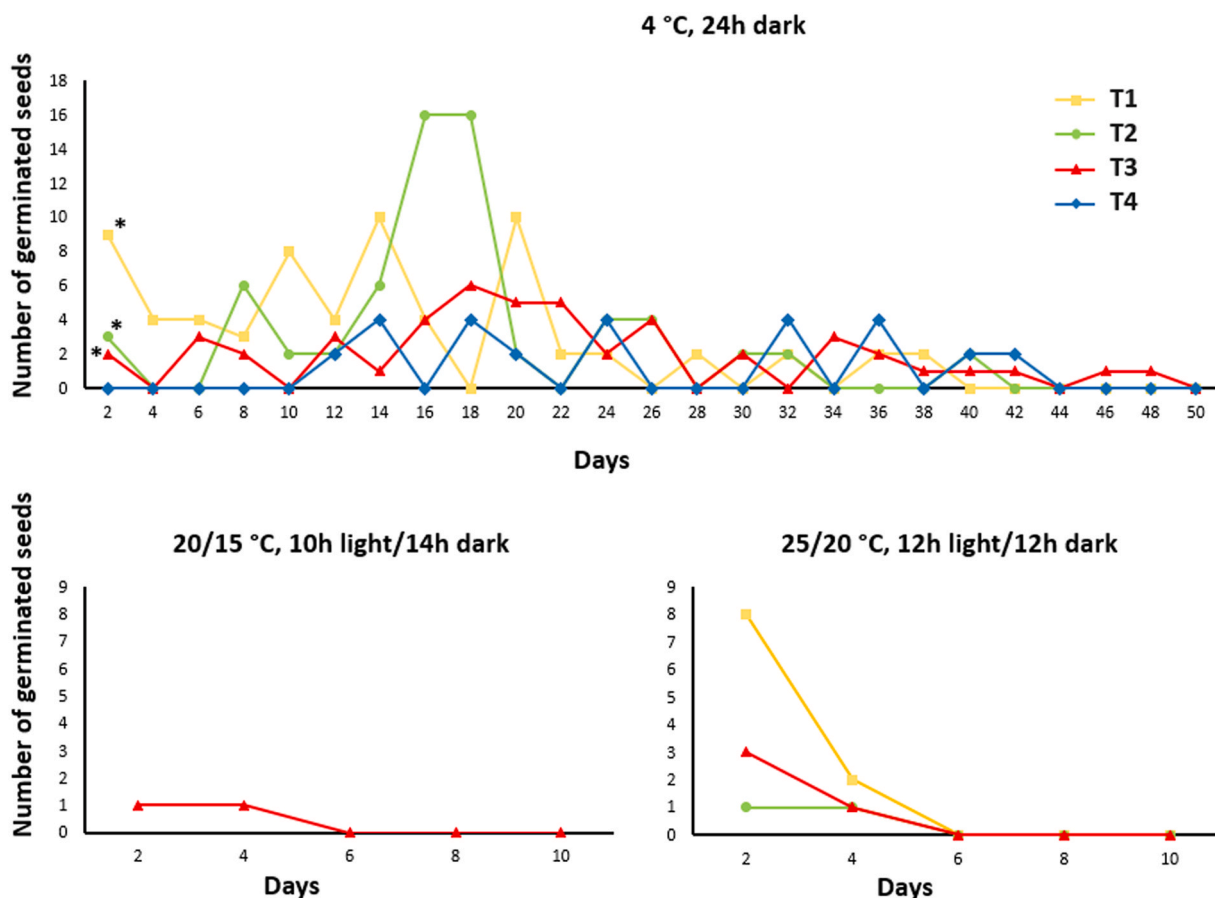 4 °C, 24h dark
Number of germinated seeds
18
16
14
12
10
8
6
4
2
0
*
*
*
T1
T2
T3
T4
2 4 6 8 10 12 14 16 18 20 22 24 26 28 30 32 34 36 38 40 42 44 46 48 50
Days
20/15 °C, 10h light/14h dark
Number of germinated seeds
9
8
7
6
5
4
3
2
1
0
2 4 6 8 10
Days
25/20 °C, 12h light/12h dark
9
8
7
6
5
4
3
2
1
0
2 4 6 8 10
Days